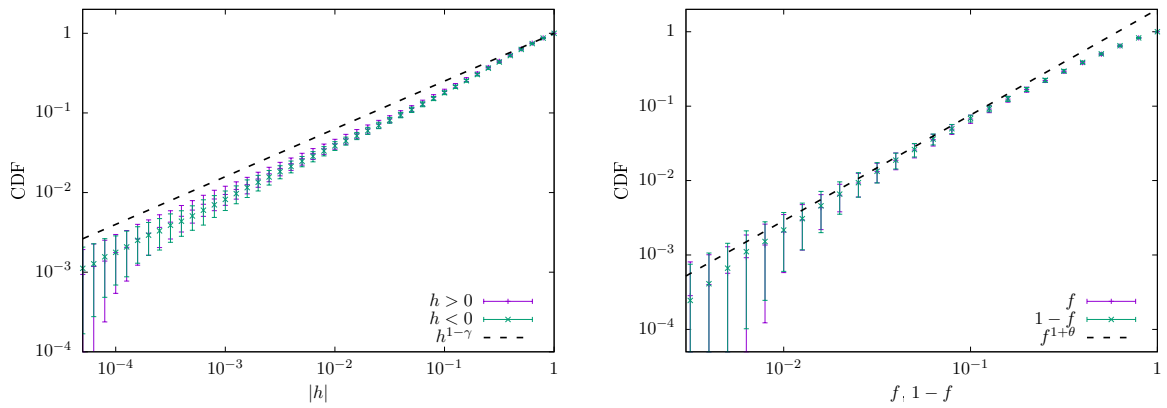 1
10⁻¹
10⁻²
10⁻³
10⁻⁴
CDF
10⁻⁴ 10⁻³ 10⁻² 10⁻¹ 1
|h|
h > 0
h < 0
h^{1−γ}
1
10⁻¹
10⁻²
10⁻³
10⁻⁴
CDF
10⁻² 10⁻¹ 1
f, 1 − f
f
1 − f
f^{1+θ}